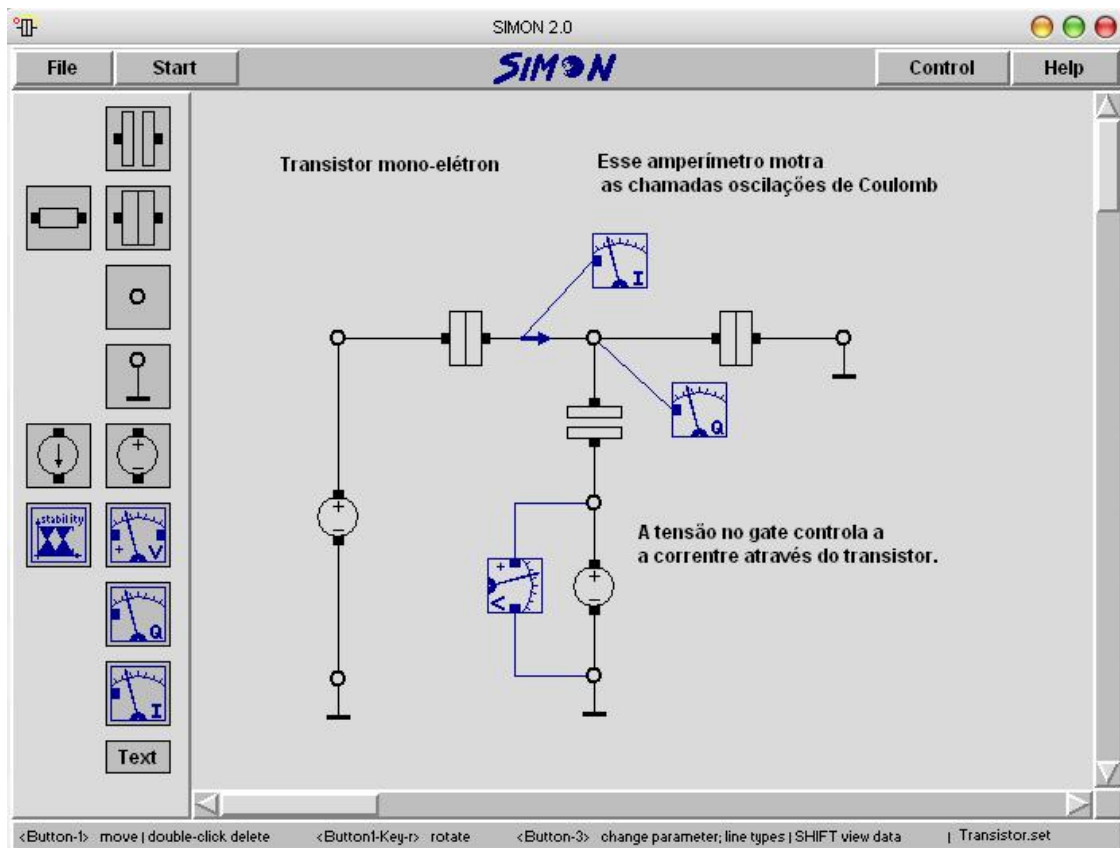 SIMON 2.0
File
Start
SIMON
Control
Help
Transistor mono-elétron
Esse amperímetro motra
as chamadas oscilações de Coulomb
I
Q
A tensão no gate controla a
a correntre através do transistor.
+
−
+
−
+
V
stability
+
−
+
V
Q
I
Text
<Button-1> move | double-click delete
<Button1-Key-r> rotate
<Button-3> change parameter; line types | SHIFT view data
| Transistor.set